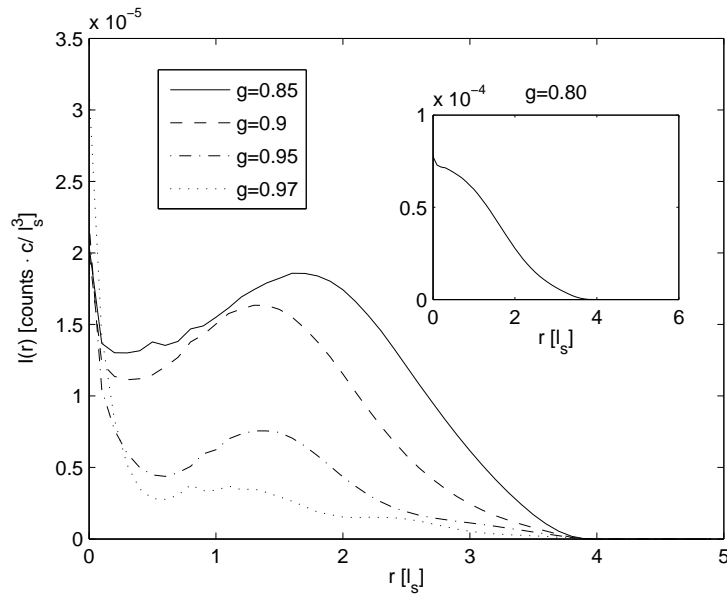 x 10⁻⁵
3.5
3
2.5
2
1.5
1
0.5
0
0 1 2 3 4 5
I(r) [counts · c/ l_s^3]
r [l_s]
g=0.85
g=0.9
g=0.95
g=0.97
x 10⁻⁴
g=0.80
1
0.5
0
0 2 4 6
r [l_s]